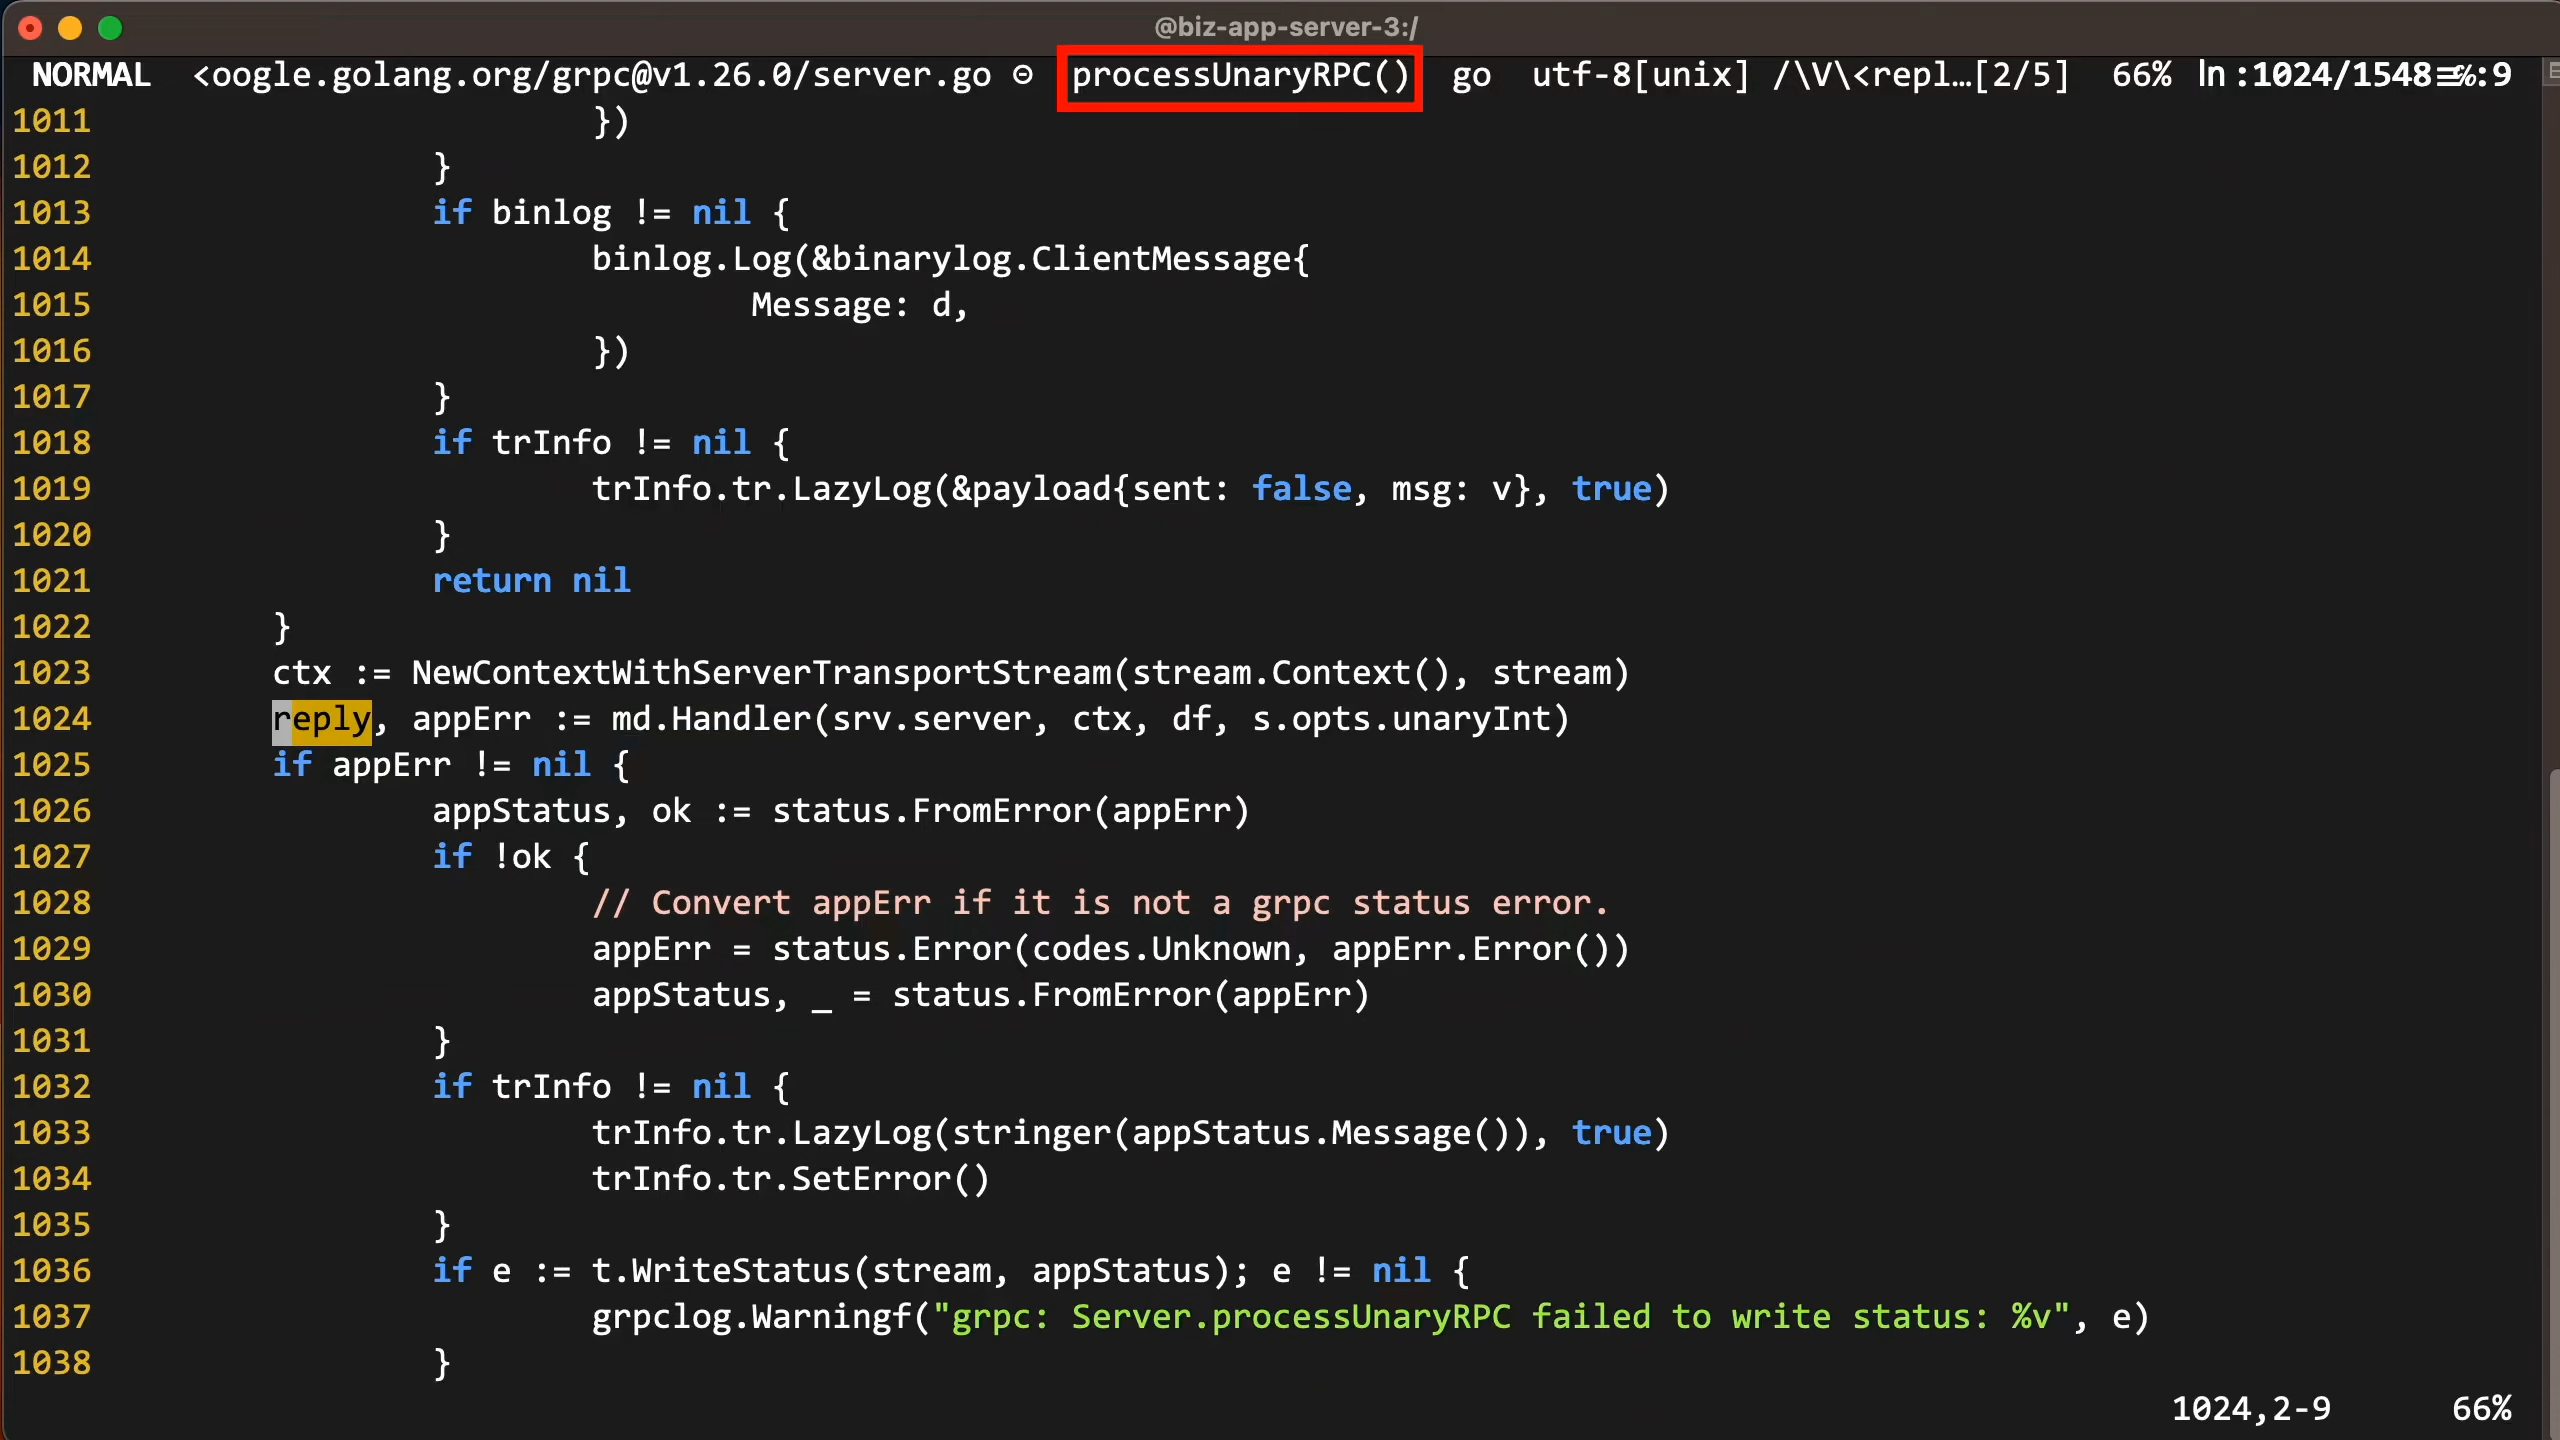 @biz-app-server-3:/
NORMAL <oogle.golang.org/grpc@v1.26.0/server.go ⊝ processUnaryRPC() go utf-8[unix] /\V\<repl…[2/5] 66% ln :1024/1548≡℅:9
1011 })
1012 }
1013 if binlog != nil {
1014 binlog.Log(&binarylog.ClientMessage{
1015 Message: d,
1016 })
1017 }
1018 if trInfo != nil {
1019 trInfo.tr.LazyLog(&payload{sent: false, msg: v}, true)
1020 }
1021 return nil
1022 }
1023 ctx := NewContextWithServerTransportStream(stream.Context(), stream)
1024 reply, appErr := md.Handler(srv.server, ctx, df, s.opts.unaryInt)
1025 if appErr != nil {
1026 appStatus, ok := status.FromError(appErr)
1027 if !ok {
1028 // Convert appErr if it is not a grpc status error.
1029 appErr = status.Error(codes.Unknown, appErr.Error())
1030 appStatus, _ = status.FromError(appErr)
1031 }
1032 if trInfo != nil {
1033 trInfo.tr.LazyLog(stringer(appStatus.Message()), true)
1034 trInfo.tr.SetError()
1035 }
1036 if e := t.WriteStatus(stream, appStatus); e != nil {
1037 grpclog.Warningf("grpc: Server.processUnaryRPC failed to write status: %v", e)
1038 }
1024,2-9 66%